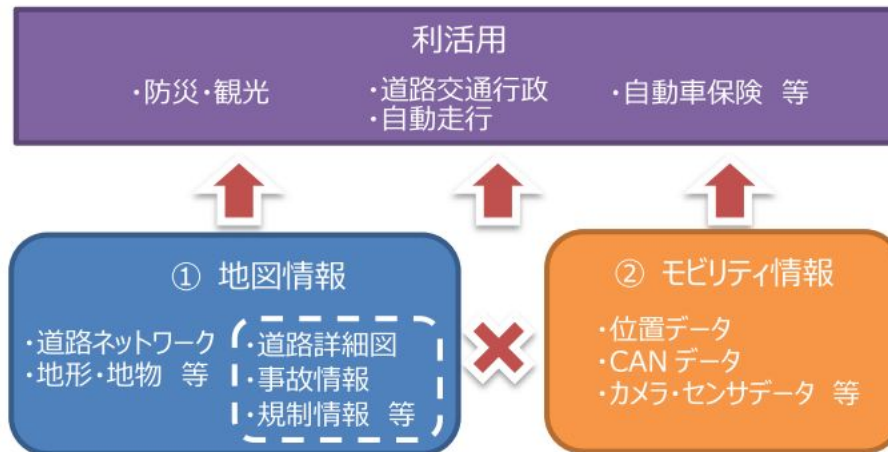 利活用
・防災・観光
・道路交通行政
・自動走行
・自動車保険 等
① 地図情報
・道路ネットワーク
・地形・地物 等
・道路詳細図
・事故情報
・規制情報 等
② モビリティ情報
・位置データ
・CAN データ
・カメラ・センサデータ 等